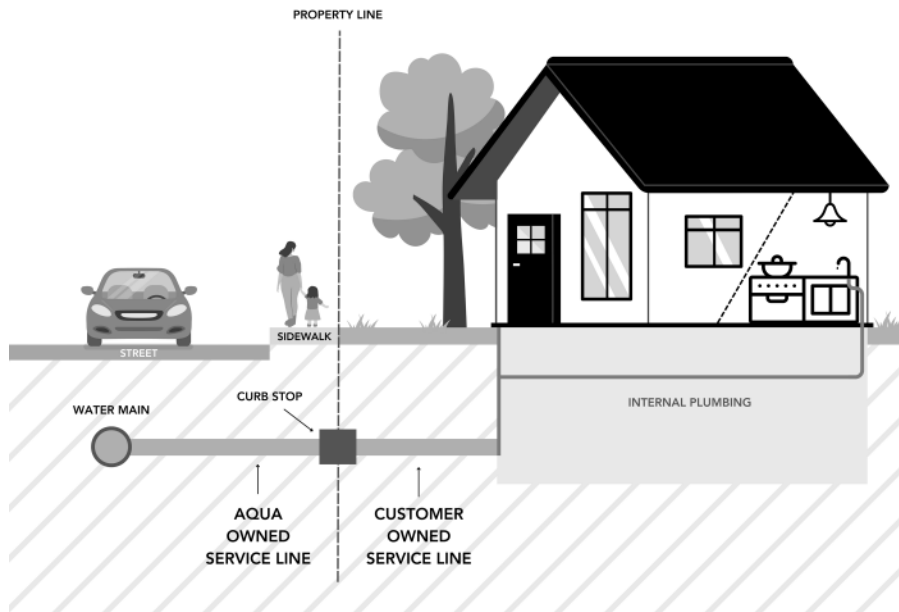 PROPERTY LINE
SIDEWALK
STREET
CURB STOP
WATER MAIN
INTERNAL PLUMBING
AQUA
OWNED
SERVICE LINE
CUSTOMER
OWNED
SERVICE LINE